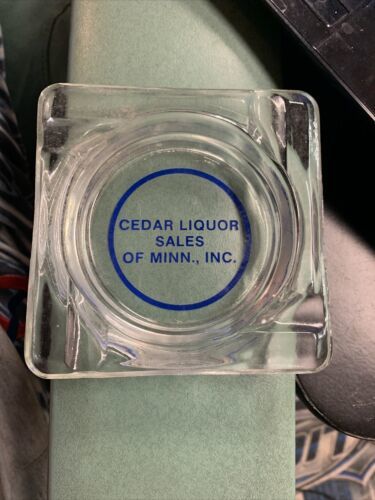 CEDAR LIQUOR
SALES
OF MINN., INC.